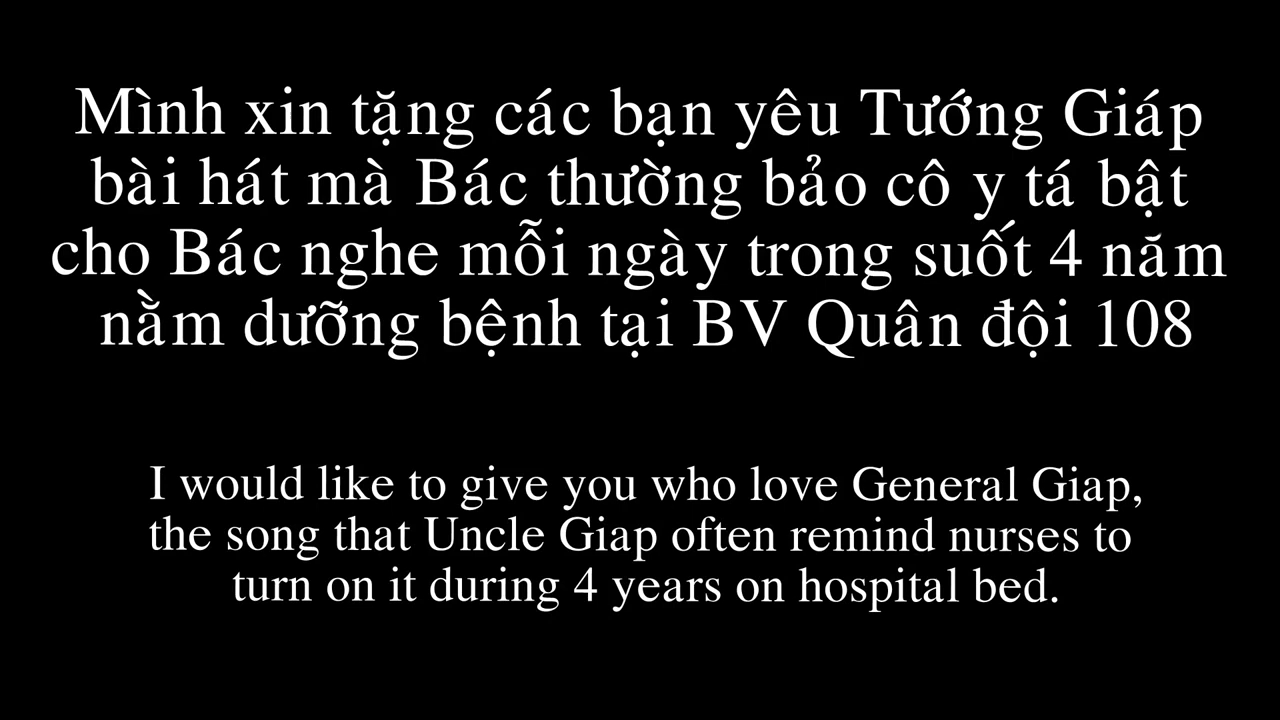 Mình xin tặng các bạn yêu Tướng Giáp
bài hát mà Bác thường bảo cô y tá bật
cho Bác nghe mỗi ngày trong suốt 4 năm
nằm dưỡng bệnh tại BV Quân đội 108
I would like to give you who love General Giap,
the song that Uncle Giap often remind nurses to
turn on it during 4 years on hospital bed.